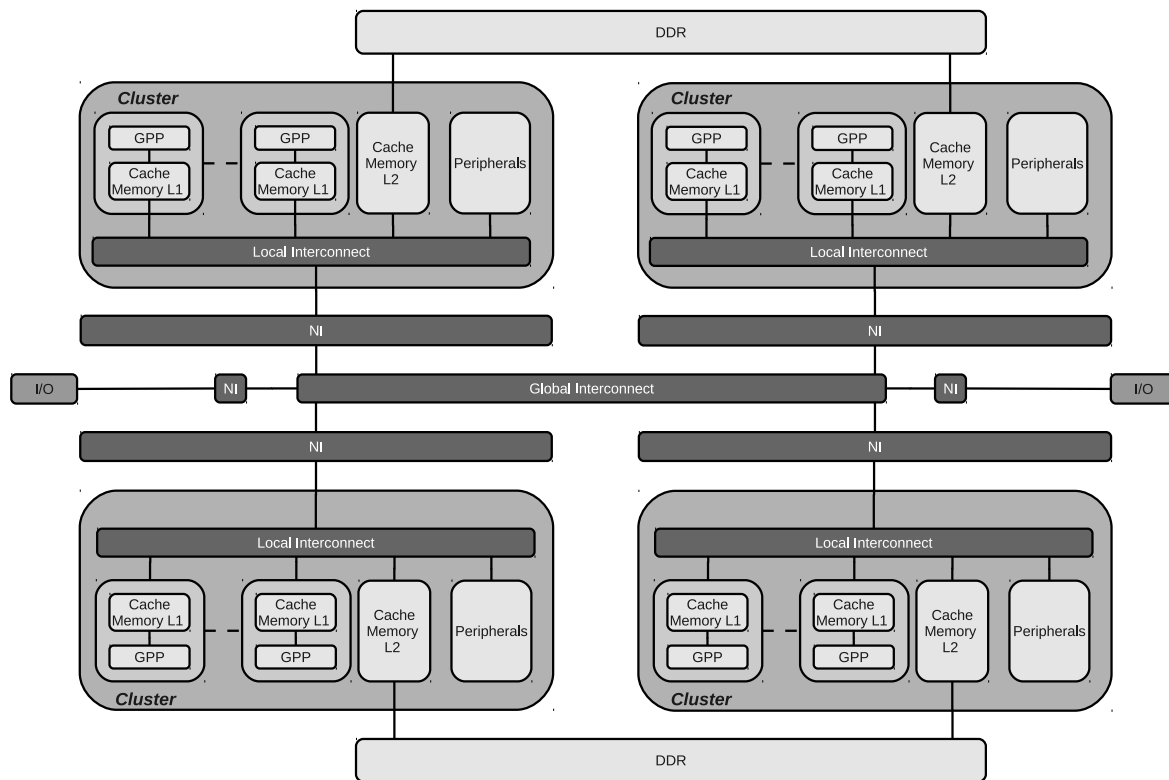 DDR
Cluster
GPP
Cache
Memory L1
GPP
Cache
Memory L1
Cache
Memory
L2
Peripherals
Local Interconnect
Cluster
GPP
Cache
Memory L1
GPP
Cache
Memory L1
Cache
Memory
L2
Peripherals
Local Interconnect
NI
NI
I/O
NI
Global Interconnect
NI
I/O
NI
NI
Local Interconnect
Cache
Memory L1
GPP
Cache
Memory L1
GPP
Cache
Memory
L2
Peripherals
Cluster
Local Interconnect
Cache
Memory L1
GPP
Cache
Memory L1
GPP
Cache
Memory
L2
Peripherals
Cluster
DDR